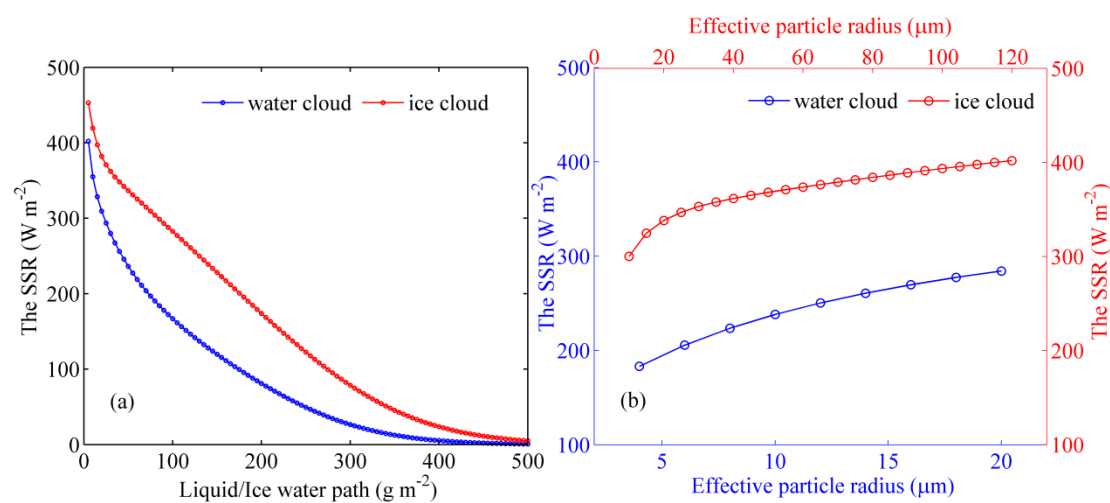 500
400
300
200
100
0
The SSR (W m-2)
water cloud
ice cloud
(a)
0 100 200 300 400 500
Liquid/Ice water path (g m-2)
Effective particle radius (μm)
0 20 40 60 80 100 120
500
400
300
200
100
The SSR (W m-2)
water cloud
ice cloud
(b)
500
400
300
200
100
The SSR (W m-2)
5 10 15 20
Effective particle radius (μm)